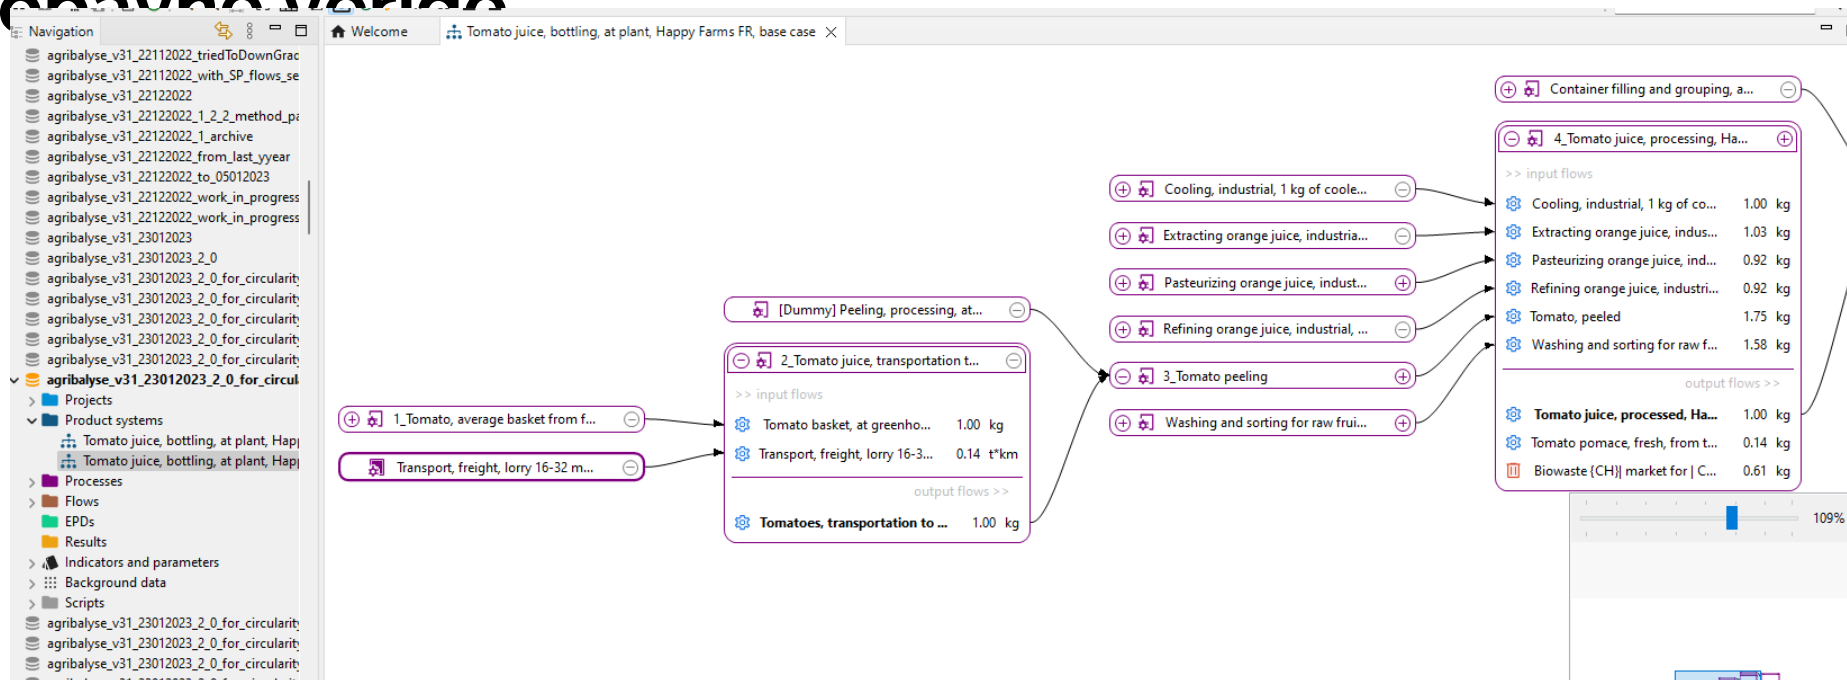 Navigation
Welcome
Tomato juice, bottling, at plant, Happy Farms FR, base case
agribalyse_v31_22112022_triedToDownGrad
agribalyse_v31_22112022_with_SP_flows_se
agribalyse_v31_22122022
agribalyse_v31_22122022_1_2_2_method_pa
agribalyse_v31_22122022_1_archive
agribalyse_v31_22122022_from_last_yyear
agribalyse_v31_22122022_to_05012023
agribalyse_v31_22122022_work_in_progress
agribalyse_v31_22122022_work_in_progress
agribalyse_v31_23012023
agribalyse_v31_23012023_2_0
agribalyse_v31_23012023_2_0_for_circularity
agribalyse_v31_23012023_2_0_for_circularity
agribalyse_v31_23012023_2_0_for_circularity
agribalyse_v31_23012023_2_0_for_circularity
agribalyse_v31_23012023_2_0_for_circularity
agribalyse_v31_23012023_2_0_for_circul
Projects
Product systems
Tomato juice, bottling, at plant, Happ
Tomato juice, bottling, at plant, Happ
Processes
Flows
EPDs
Results
Indicators and parameters
Background data
Scripts
agribalyse_v31_23012023_2_0_for_circularity
agribalyse_v31_23012023_2_0_for_circularity
agribalyse_v31_23012023_2_0_for_circularity
1_Tomato, average basket from f...
Transport, freight, lorry 16-32 m...
[Dummy] Peeling, processing, at...
2_Tomato juice, transportation t...
>> input flows
Tomato basket, at greenho... 1.00 kg
Transport, freight, lorry 16-3... 0.14 t*km
output flows >>
Tomatoes, transportation to ... 1.00 kg
Cooling, industrial, 1 kg of coole...
Extracting orange juice, industria...
Pasteurizing orange juice, indust...
Refining orange juice, industrial, ...
3_Tomato peeling
Washing and sorting for raw frui...
Container filling and grouping, a...
4_Tomato juice, processing, Ha...
>> input flows
Cooling, industrial, 1 kg of co... 1.00 kg
Extracting orange juice, indus... 1.03 kg
Pasteurizing orange juice, ind... 0.92 kg
Refining orange juice, industri... 0.92 kg
Tomato, peeled 1.75 kg
Washing and sorting for raw f... 1.58 kg
output flows >>
Tomato juice, processed, Ha... 1.00 kg
Tomato pomace, fresh, from t... 0.14 kg
Biowaste {CH}| market for | C... 0.61 kg
109%